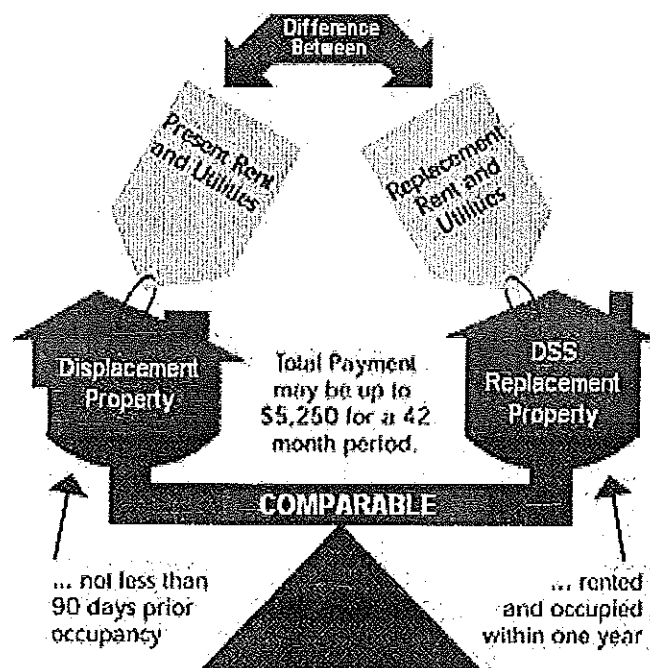 Difference
Between
Present Rent
and Utilities
Replacement
Rent and
Utilities
Displacement
Property
Total Payment
may be up to
$5,250 for a 42
month period.
DSS
Replacement
Property
COMPARABLE
... not less than
90 days prior
occupancy
... rented
and occupied
within one year